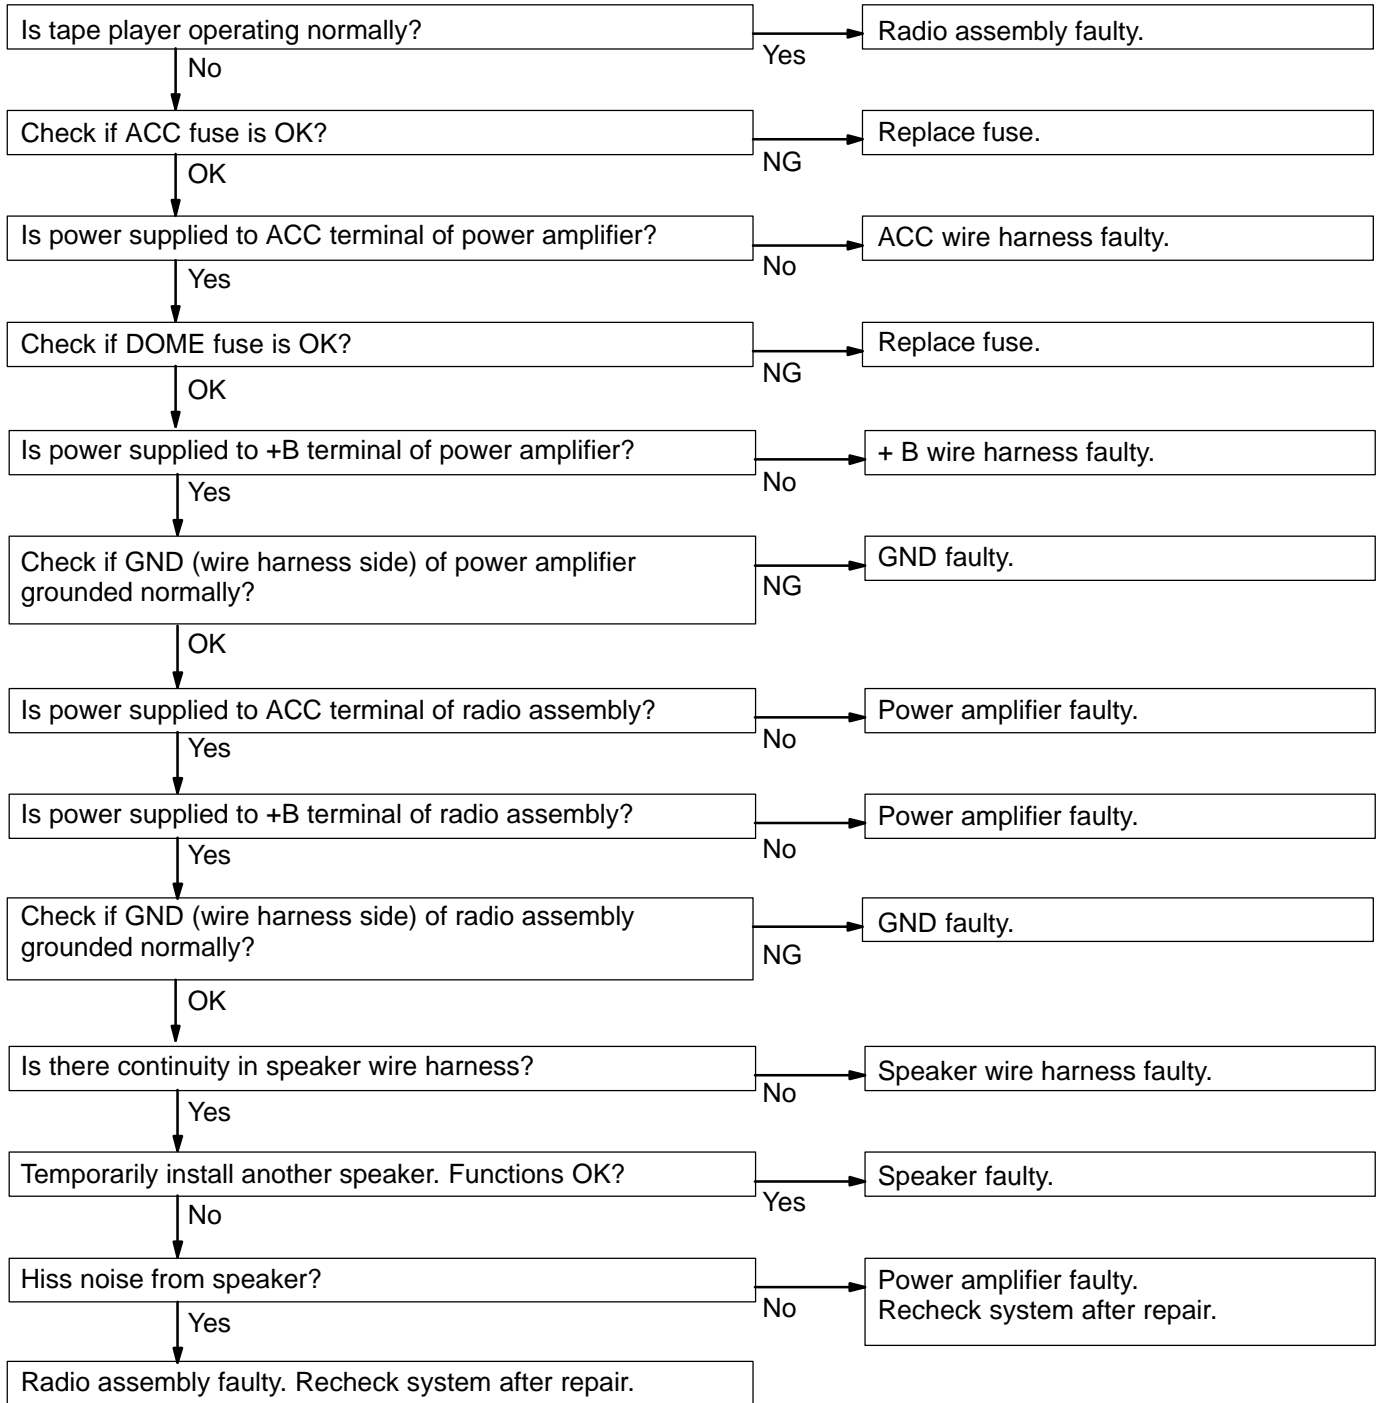 Is tape player operating normally?
Yes
Radio assembly faulty.
No
Check if ACC fuse is OK?
NG
Replace fuse.
OK
Is power supplied to ACC terminal of power amplifier?
No
ACC wire harness faulty.
Yes
Check if DOME fuse is OK?
NG
Replace fuse.
OK
Is power supplied to +B terminal of power amplifier?
No
+ B wire harness faulty.
Yes
Check if GND (wire harness side) of power amplifier
grounded normally?
NG
GND faulty.
OK
Is power supplied to ACC terminal of radio assembly?
No
Power amplifier faulty.
Yes
Is power supplied to +B terminal of radio assembly?
No
Power amplifier faulty.
Yes
Check if GND (wire harness side) of radio assembly
grounded normally?
NG
GND faulty.
OK
Is there continuity in speaker wire harness?
No
Speaker wire harness faulty.
Yes
Temporarily install another speaker. Functions OK?
Yes
Speaker faulty.
No
Hiss noise from speaker?
No
Power amplifier faulty.
Recheck system after repair.
Yes
Radio assembly faulty. Recheck system after repair.